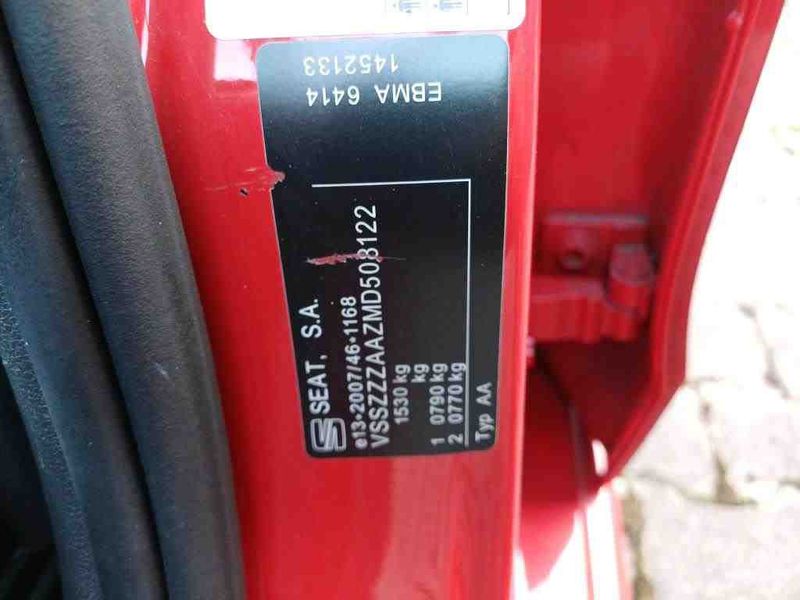 SEAT, S.A.
e13*2007/46*1168
VSSZZZAAZMD508122
1530 kg
kg
1 0790 kg
2 0770 kg
Typ AA
EBMA 6414
1452133